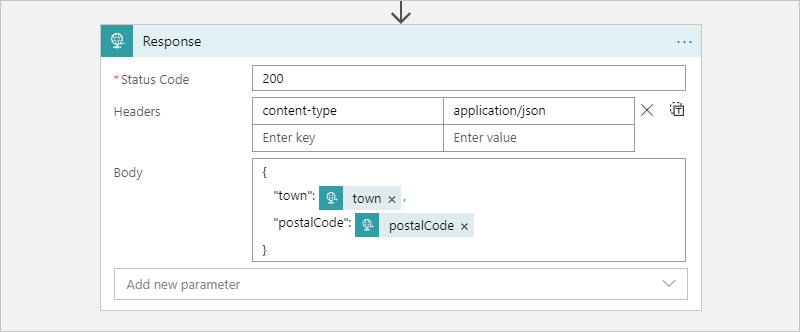 Response ...
*Status Code 200
Headers content-type application/json
Enter key Enter value
Body {
"town": town × ,
"postalCode": postalCode ×
}
Add new parameter